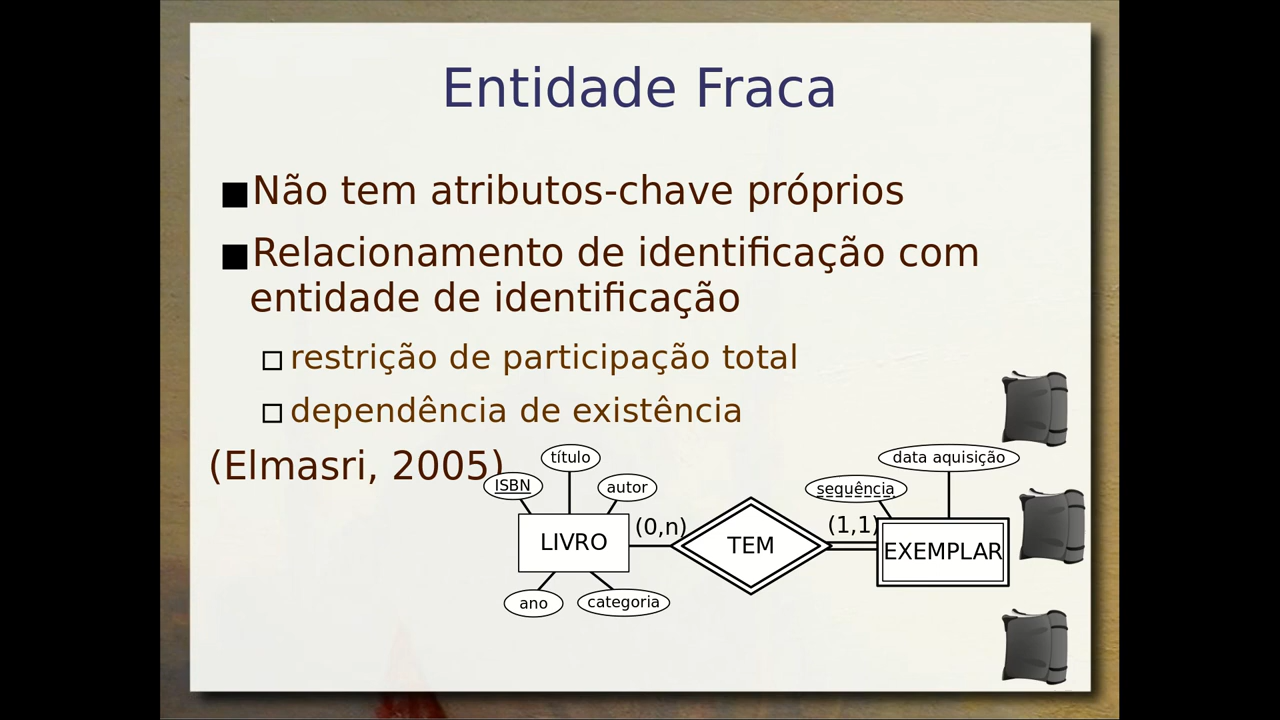 Entidade Fraca
■Não tem atributos-chave próprios
■Relacionamento de identificação com
entidade de identificação
□ restrição de participação total
□ dependência de existência
(Elmasri, 2005)
título
data aquisição
ISBN
autor
sequência
LIVRO
(0,n)
TEM
(1,1)
EXEMPLAR
ano
categoria